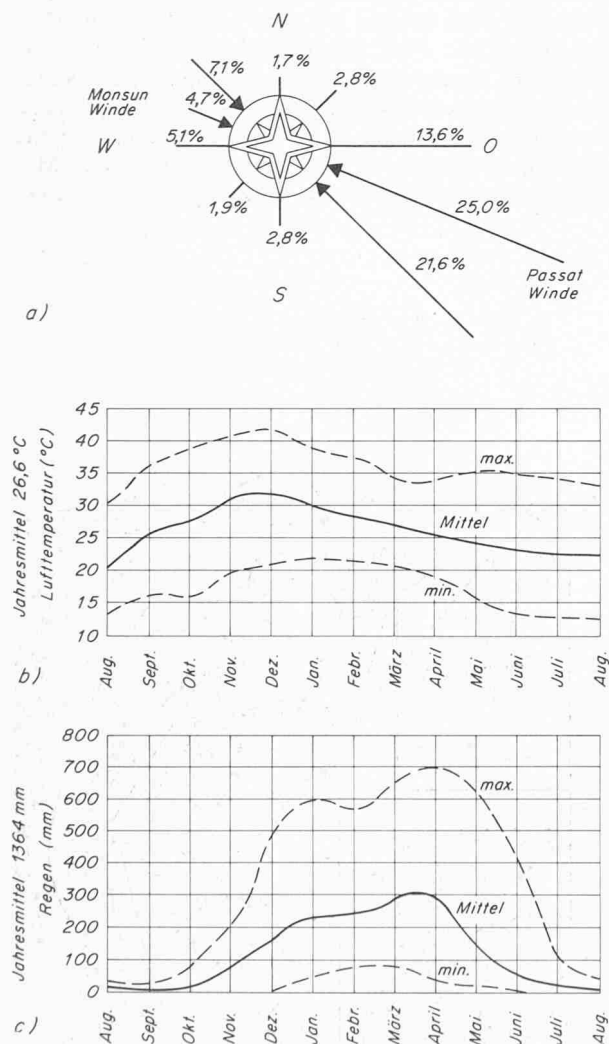 N
7,1%
1,7%
2,8%
Monsun
Winde
4,7%
W
5,1%
13,6%
O
1,9%
2,8%
25,0%
21,6%
Passat
Winde
S
a)
Jahresmittel 26,6 °C
Lufttemperatur (°C)
45
40
35
30
25
20
15
10
max.
Mittel
min.
Aug. Sept. Okt. Nov. Dez. Jan. Febr. März April Mai Juni Juli Aug.
b)
Jahresmittel 1364 mm
Regen (mm)
800
700
600
500
400
300
200
100
0
max.
Mittel
min.
Aug. Sept. Okt. Nov. Dez. Jan. Febr. März April Mai Juni Juli Aug.
c)